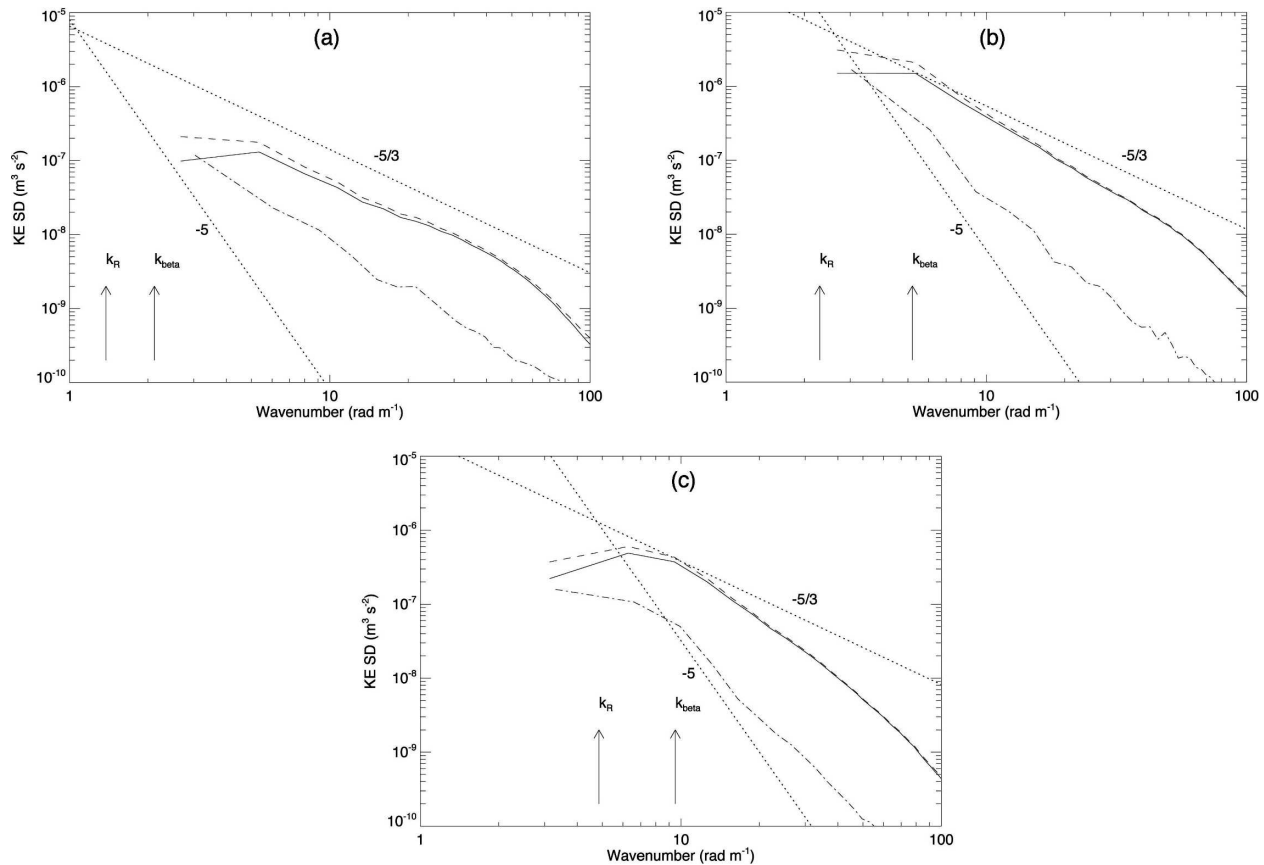 (a)
10^-5
10^-6
10^-7
10^-8
10^-9
10^-10
KE SD (m^3 s^-2)
-5/3
-5
k_R
k_beta
1
10
100
Wavenumber (rad m^-1)
(b)
10^-5
10^-6
10^-7
10^-8
10^-9
10^-10
KE SD (m^3 s^-2)
-5/3
-5
k_R
k_beta
1
10
100
Wavenumber (rad m^-1)
(c)
10^-5
10^-6
10^-7
10^-8
10^-9
10^-10
KE SD (m^3 s^-2)
-5/3
-5
k_R
k_beta
1
10
100
Wavenumber (rad m^-1)